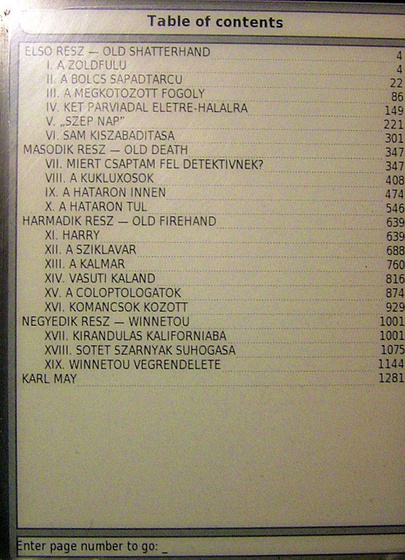 Table of contents
ELSO RESZ — OLD SHATTERHAND 4
I. A ZOLDFULU 4
II. A BOLCS SAPADTARCU 22
III. A MEGKOTOZOTT FOGOLY 86
IV. KET PARVIADAL ELETRE-HALALRA 149
V. „SZEP NAP” 221
VI. SAM KISZABADITASA 301
MASODIK RESZ — OLD DEATH 347
VII. MIERT CSAPTAM FEL DETEKTIVNEK? 347
VIII. A KUKLUXOSOK 408
IX. A HATARON INNEN 474
X. A HATARON TUL 546
HARMADIK RESZ — OLD FIREHAND 639
XI. HARRY 639
XII. A SZIKLAVAR 688
XIII. A KALMAR 760
XIV. VASUTI KALAND 816
XV. A COLOPTOLOGATOK 874
XVI. KOMANCSOK KOZOTT 929
NEGYEDIK RESZ — WINNETOU 1001
XVII. KIRANDULAS KALIFORNIABA 1001
XVIII. SOTET SZARNYAK SUHOGASA 1075
XIX. WINNETOU VEGRENDELETE 1144
KARL MAY 1281
Enter page number to go: _